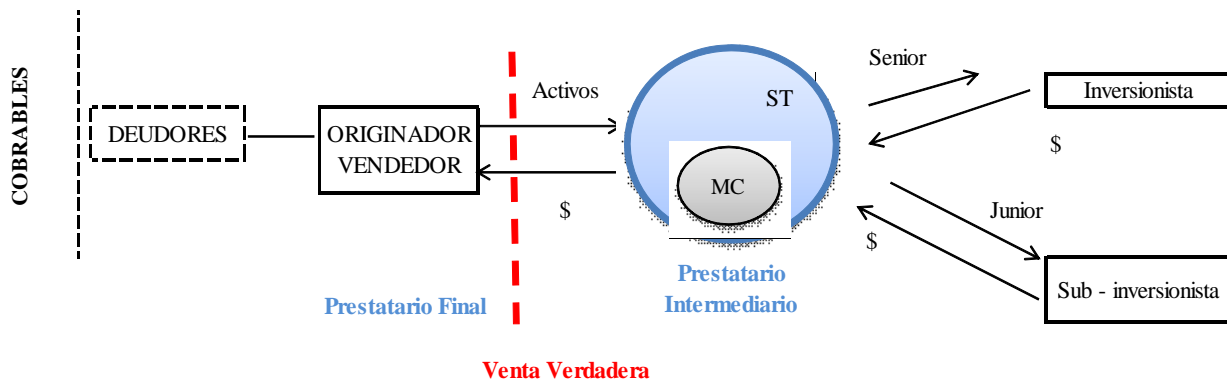 COBRABLES
DEUDORES
ORIGINADOR
VENDEDOR
Activos
$
ST
MC
Senior
Inversionista
$
Junior
$
Sub - inversionista
Prestatario Final
Prestatario
Intermediario
Venta Verdadera